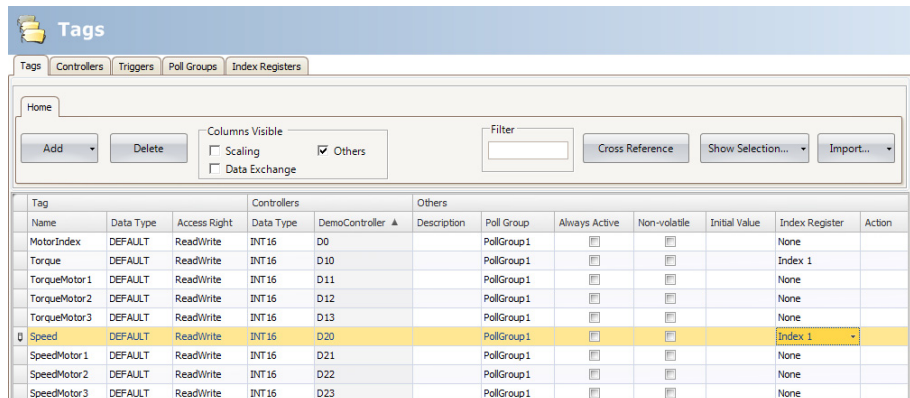 Tags
Tags Controllers Triggers Poll Groups Index Registers
Home
Add Delete Columns Visible Scaling Others Data Exchange Filter Cross Reference Show Selection... Import...
Tag Controllers Others
Name Data Type Access Right Data Type DemoController Description Poll Group Always Active Non-volatile Initial Value Index Register Action
MotorIndex DEFAULT ReadWrite INT16 D0 PollGroup1 None
Torque DEFAULT ReadWrite INT16 D10 PollGroup1 Index 1
TorqueMotor1 DEFAULT ReadWrite INT16 D11 PollGroup1 None
TorqueMotor2 DEFAULT ReadWrite INT16 D12 PollGroup1 None
TorqueMotor3 DEFAULT ReadWrite INT16 D13 PollGroup1 None
Speed DEFAULT ReadWrite INT16 D20 PollGroup1 Index 1
SpeedMotor1 DEFAULT ReadWrite INT16 D21 PollGroup1 None
SpeedMotor2 DEFAULT ReadWrite INT16 D22 PollGroup1 None
SpeedMotor3 DEFAULT ReadWrite INT16 D23 PollGroup1 None